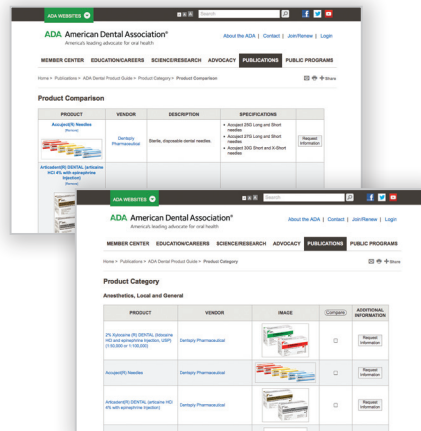 ADA WEBSITES
A A A
Search
ADA American Dental Association®
America's leading advocate for oral health
About the ADA | Contact | Join/Renew | Login
MEMBER CENTER EDUCATION/CAREERS SCIENCE/RESEARCH ADVOCACY PUBLICATIONS PUBLIC PROGRAMS
Home > Publications > ADA Dental Product Guide > Product Category > Product Comparison
Share
Product Comparison
PRODUCT VENDOR DESCRIPTION SPECIFICATIONS
Accuject(R) Needles
[Remove]
Dentsply Pharmaceutical
Sterile, disposable dental needles.
Accuject 25G Long and Short needles
Accuject 27G Long and Short needles
Accuject 30G Short and X-Short needles
Request Information
Articadent(R) DENTAL (articaine HCl 4% with epinephrine injection)
[Remove]
ADA WEBSITES
A A A
Search
ADA American Dental Association®
America's leading advocate for oral health
About the ADA | Contact | Join/Renew | Login
MEMBER CENTER EDUCATION/CAREERS SCIENCE/RESEARCH ADVOCACY PUBLICATIONS PUBLIC PROGRAMS
Home > Publications > ADA Dental Product Guide > Product Category
Share
Product Category
Anesthetics, Local and General
PRODUCT VENDOR IMAGE Compare ADDITIONAL INFORMATION
2% Xylocaine (R) DENTAL (lidocaine
HCl and epinephrine injection, USP)
(1:50,000 or 1:100,000)
Dentsply Pharmaceutical
Request Information
Accuject(R) Needles
Dentsply Pharmaceutical
Request Information
Articadent(R) DENTAL (articaine HCl
4% with epinephrine injection)
Dentsply Pharmaceutical
Request Information